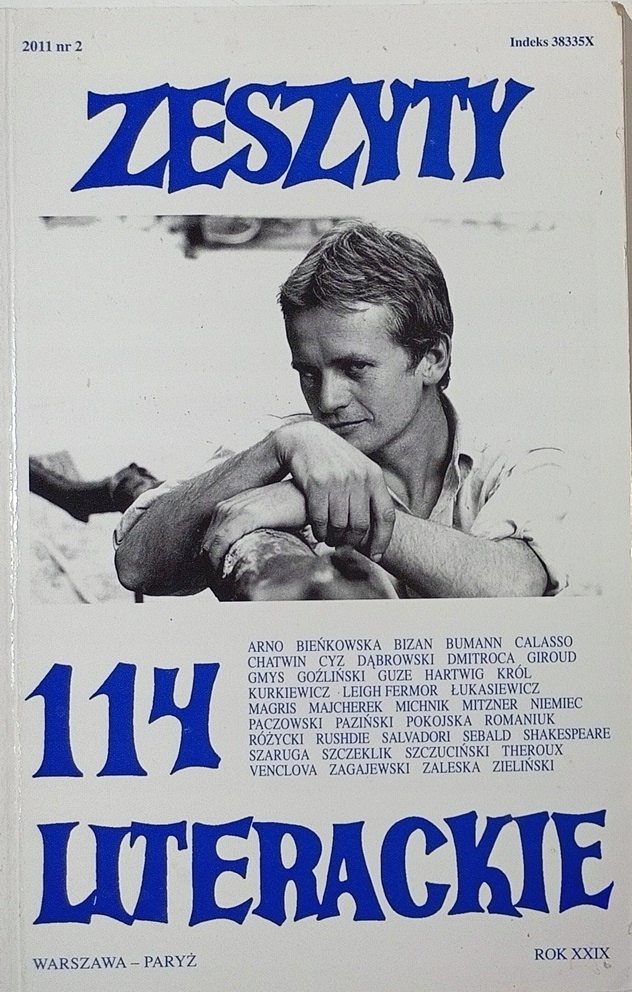 2011 nr 2
Indeks 38335X
ZESZYTY
114
ARNO BIEŃKOWSKA BIZAN BUMANN CALASSO
CHATWIN CYZ DĄBROWSKI DMITROCA GIROUD
GMYS GOŹLIŃSKI GUZE HARTWIG KRÓL
KURKIEWICZ LEIGH FERMOR ŁUKASIEWICZ
MAGRIS MAJCHEREK MICHNIK MITZNER NIEMIEC
PACZOWSKI PAZIŃSKI POKOJSKA ROMANIUK
RÓŻYCKI RUSHDIE SALVADORI SEBALD SHAKESPEARE
SZARUGA SZCZEKLIK SZCZUCIŃSKI THEROUX
VENCLOVA ZAGAJEWSKI ZALESKA ZIELIŃSKI
LITERACKIE
WARSZAWA – PARYŻ
ROK XXIX